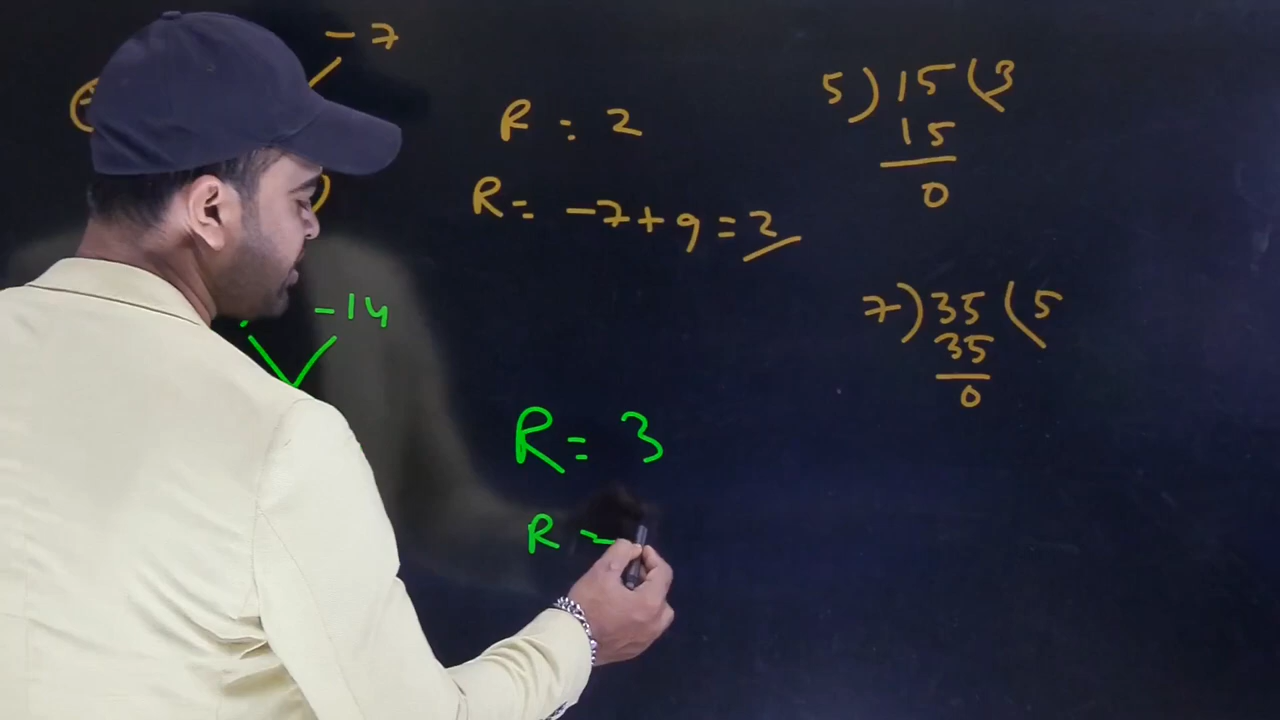 - 7
R = 2
R = -7 + 9 = 2
- 14
R = 3
R =
5 ) 15 ( 3
15
0
7 ) 35 ( 5
35
0